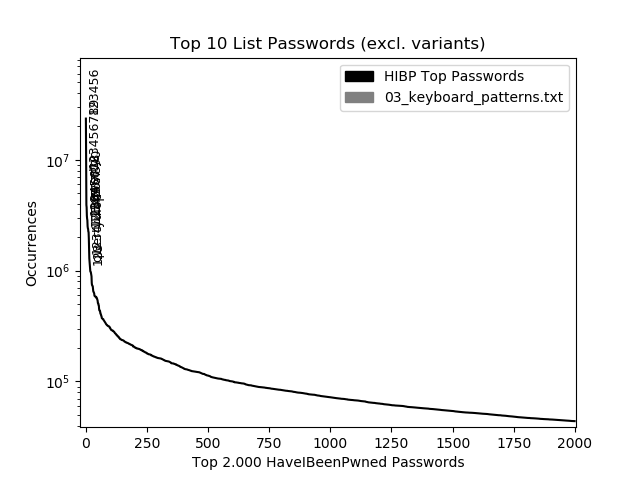 Top 10 List Passwords (excl. variants)
HIBP Top Passwords
03_keyboard_patterns.txt
123456
10^7
10^6
10^5
Occurrences
0 250 500 750 1000 1250 1500 1750 2000
Top 2.000 HaveIBeenPwned Passwords